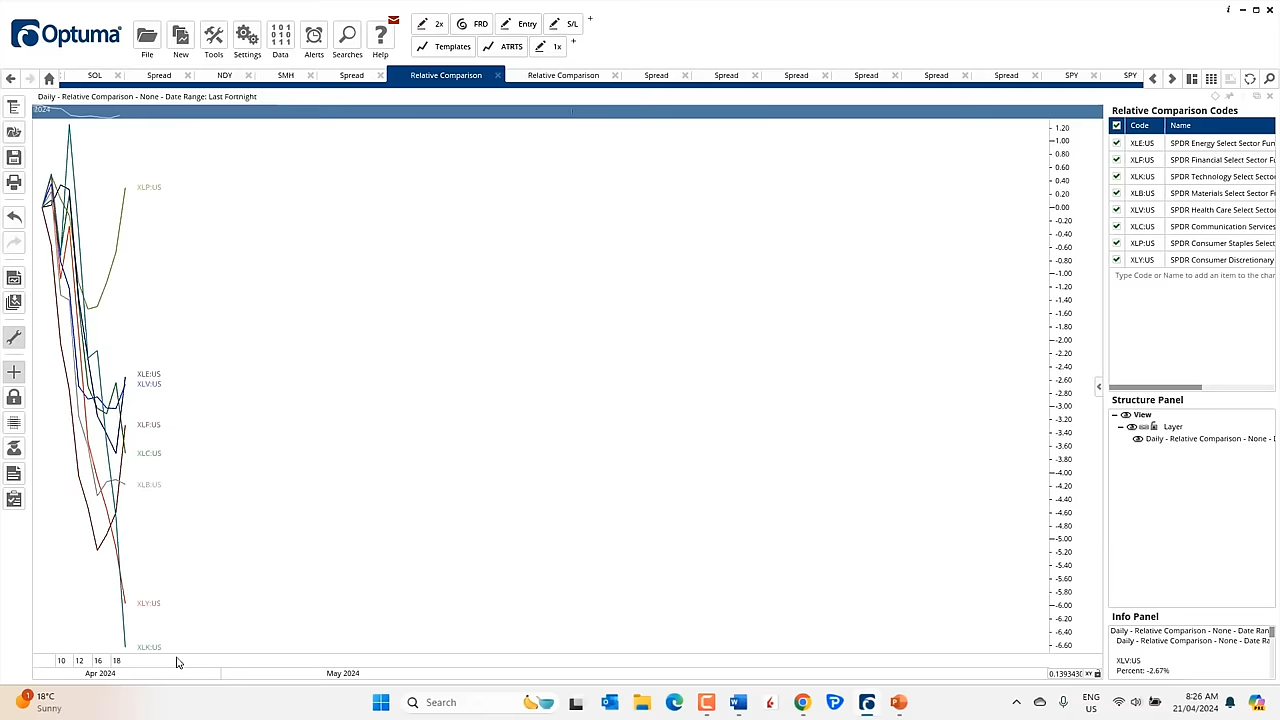 Optuma
File
New
Tools
Settings
Data
Alerts
Searches
Help
2x
FRD
Entry
S/L
Templates
ATRTS
1x
SOL
Spread
NDY
SMH
Spread
Relative Comparison
Relative Comparison
Spread
Spread
Spread
Spread
Spread
Spread
SPY
SPY
Daily - Relative Comparison - None - Date Range: Last Fortnight
2024
XLP:US
XLE:US
XLV:US
XLF:US
XLC:US
XLB:US
XLY:US
XLK:US
1.20
1.00
0.80
0.60
0.40
0.20
0.00
-0.20
-0.40
-0.60
-0.80
-1.00
-1.20
-1.40
-1.60
-1.80
-2.00
-2.20
-2.40
-2.60
-2.80
-3.00
-3.20
-3.40
-3.60
-3.80
-4.00
-4.20
-4.40
-4.60
-4.80
-5.00
-5.20
-5.40
-5.60
-5.80
-6.00
-6.20
-6.40
-6.60
10 12 16 18
Apr 2024
May 2024
0.1393430 XY
Relative Comparison Codes
Code Name
XLE:US SPDR Energy Select Sector Fun
XLF:US SPDR Financial Select Sector F
XLK:US SPDR Technology Select Secto
XLB:US SPDR Materials Select Sector F
XLV:US SPDR Health Care Select Secto
XLC:US SPDR Communication Services
XLP:US SPDR Consumer Staples Select
XLY:US SPDR Consumer Discretionary
Type Code or Name to add an item to the char
Structure Panel
View
Layer
Daily - Relative Comparison - None - D
Info Panel
Daily - Relative Comparison - None - Date Ran
Daily - Relative Comparison - None - Date Ra
XLV:US
Percent: -2.67%
1
18°C
Sunny
Search
ENG
US
8:26 AM
21/04/2024